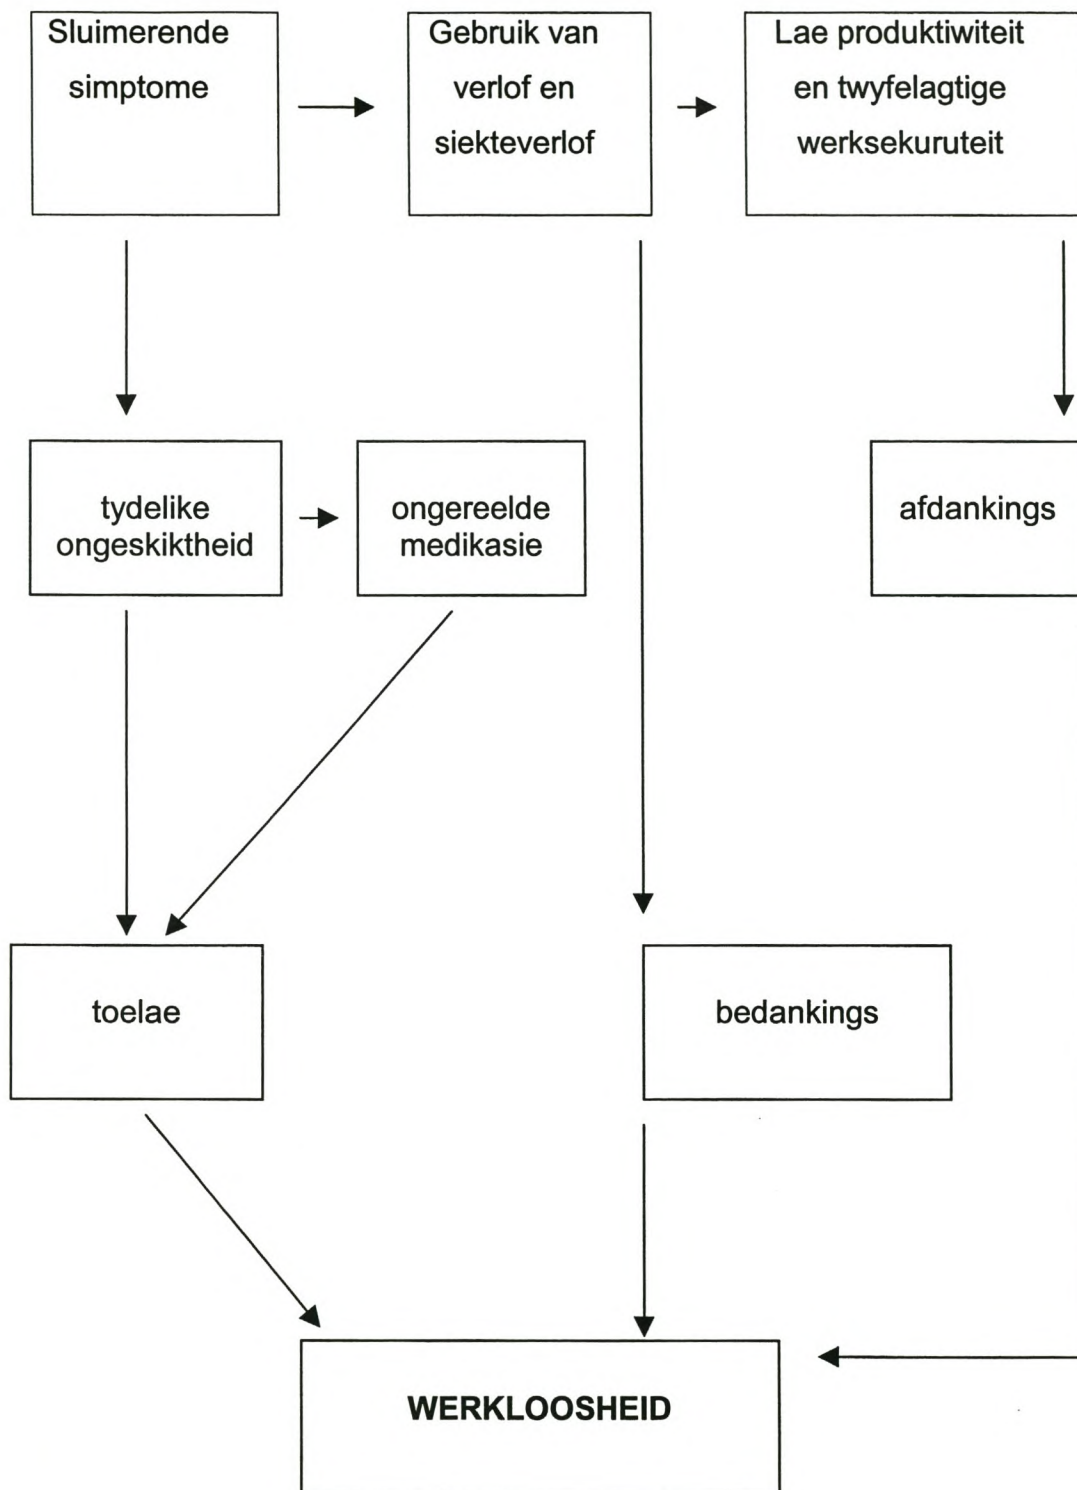 Sluimerende
simptome
Gebruik van
verlof en
siekteverlof
Lae produktiwiteit
en twyfelagtige
werksekuruteit
tydelike
ongeskiktheid
ongereelde
medikasie
afdankings
toelae
bedankings
WERKLOOSHEID